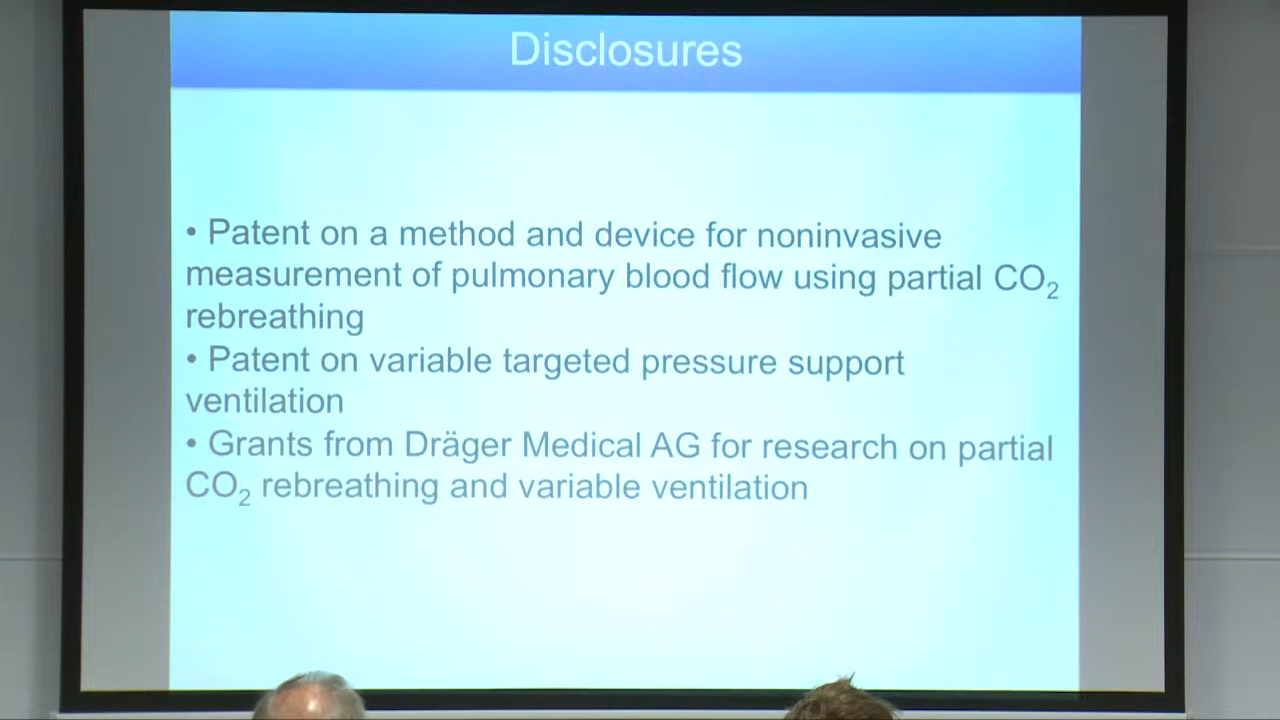 Disclosures
• Patent on a method and device for noninvasive
measurement of pulmonary blood flow using partial CO₂
rebreathing
• Patent on variable targeted pressure support
ventilation
• Grants from Dräger Medical AG for research on partial
CO₂ rebreathing and variable ventilation